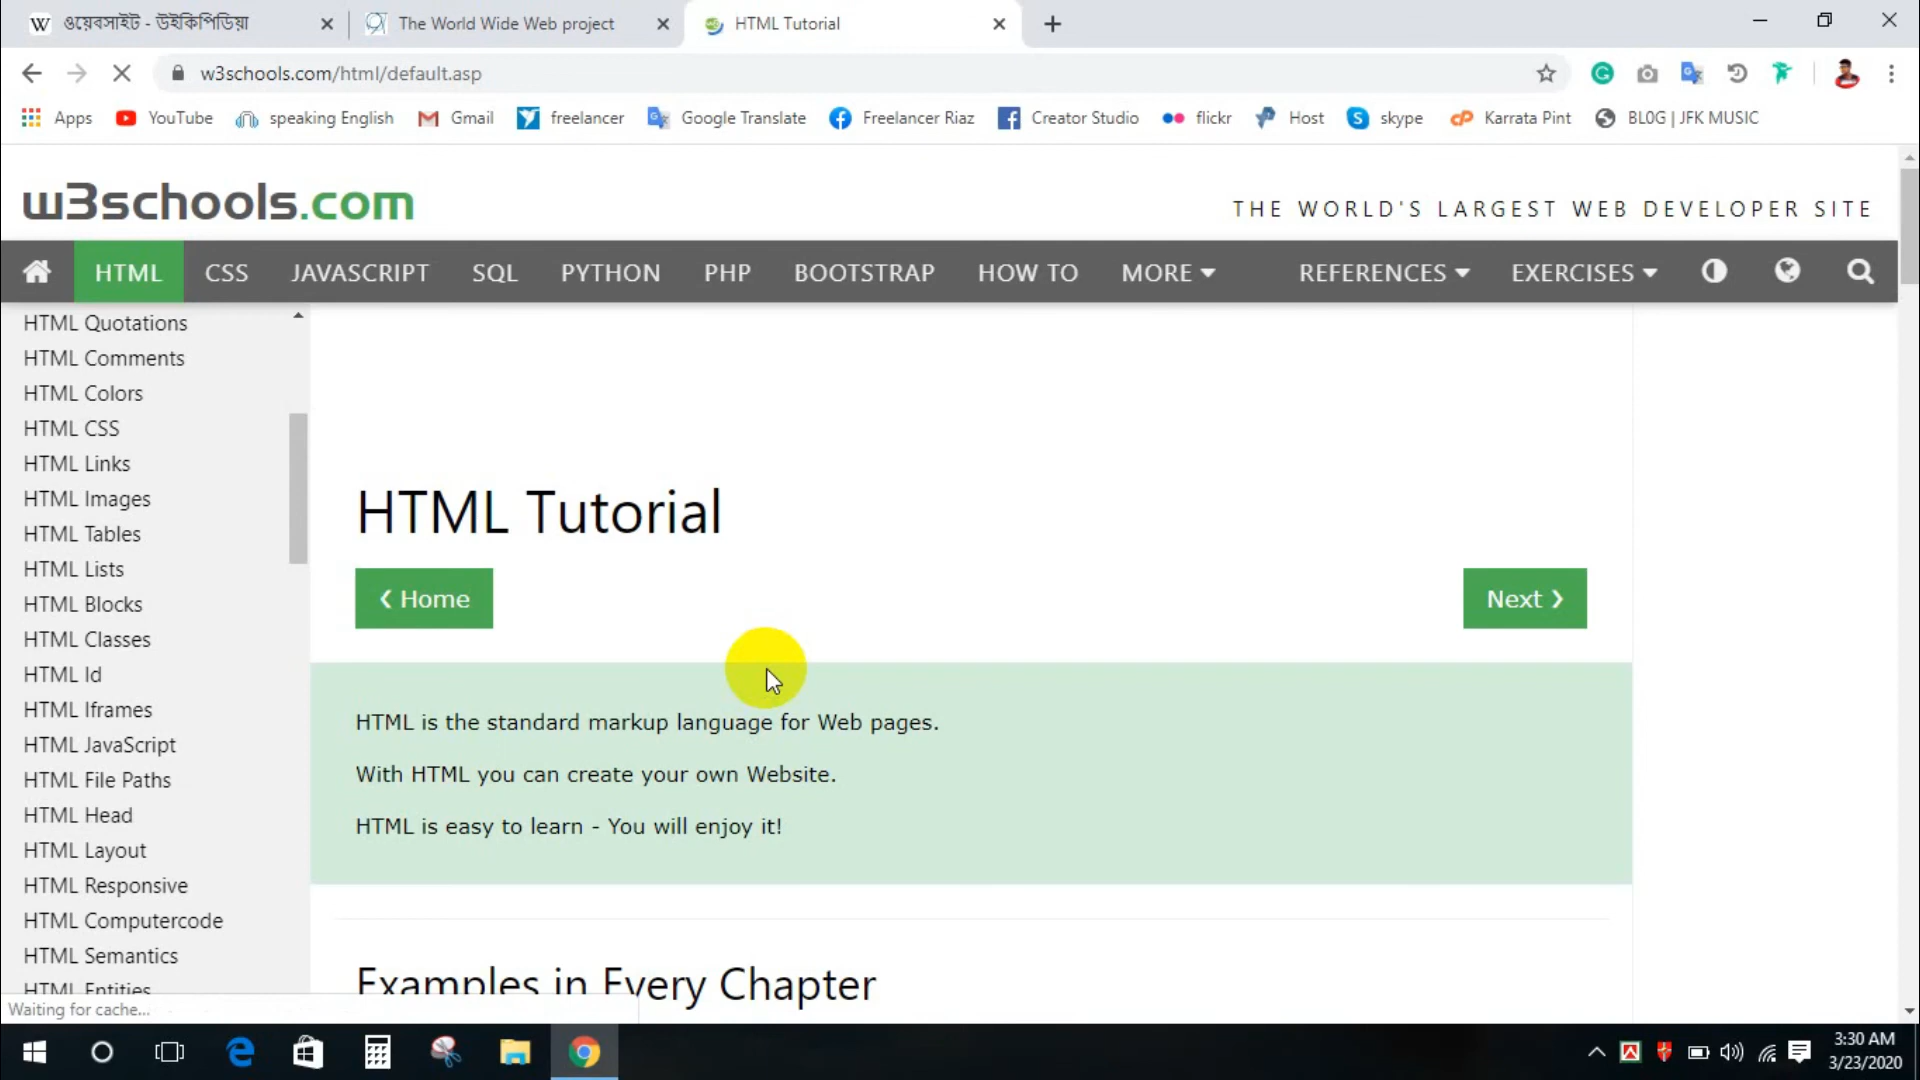 ওয়েবসাইট - উইকিপিডিয়া
The World Wide Web project
HTML Tutorial
w3schools.com/html/default.asp
Apps
YouTube
speaking English
Gmail
freelancer
Google Translate
Freelancer Riaz
Creator Studio
flickr
Host
skype
Karrata Pint
BL0G | JFK MUSIC
w3schools.com
THE WORLD'S LARGEST WEB DEVELOPER SITE
HTML
CSS
JAVASCRIPT
SQL
PYTHON
PHP
BOOTSTRAP
HOW TO
MORE
REFERENCES
EXERCISES
HTML Quotations
HTML Comments
HTML Colors
HTML CSS
HTML Links
HTML Images
HTML Tables
HTML Lists
HTML Blocks
HTML Classes
HTML Id
HTML Iframes
HTML JavaScript
HTML File Paths
HTML Head
HTML Layout
HTML Responsive
HTML Computercode
HTML Semantics
HTML Entities
HTML Tutorial
❮ Home
Next ❯
HTML is the standard markup language for Web pages.
With HTML you can create your own Website.
HTML is easy to learn - You will enjoy it!
Examples in Every Chapter
Waiting for cache...
3:30 AM
3/23/2020